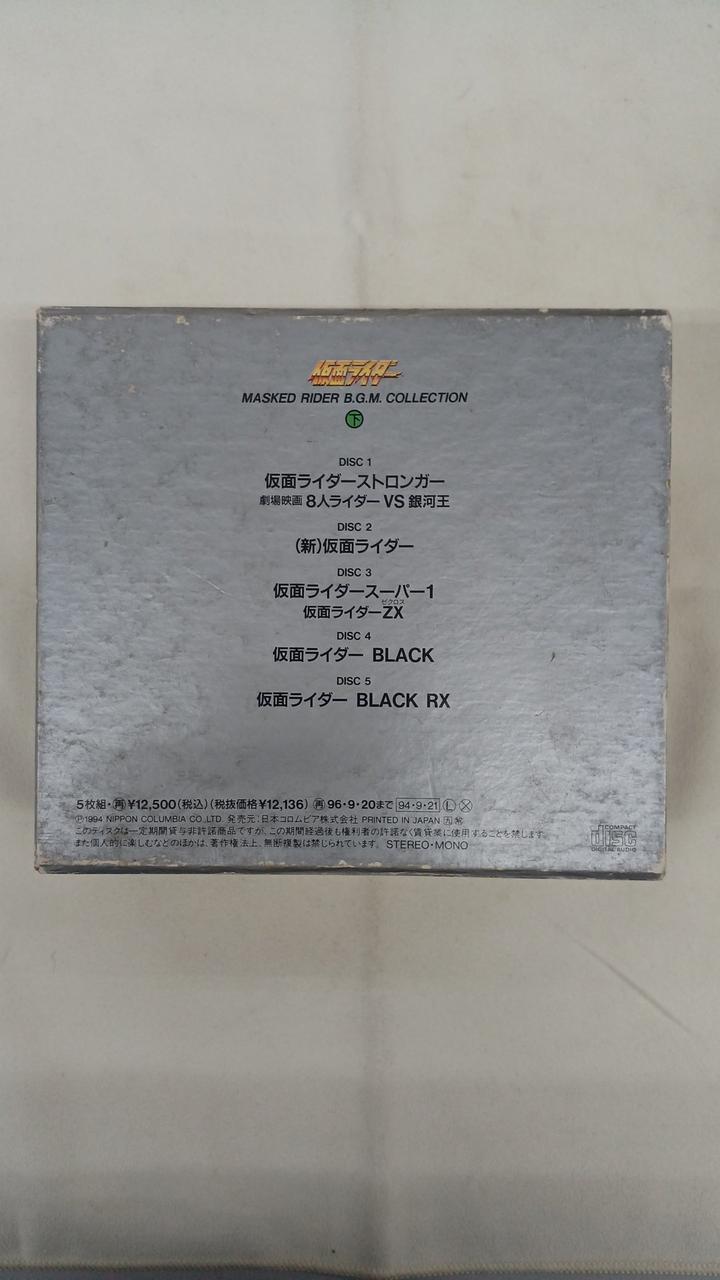 仮面ライダー
MASKED RIDER B.G.M. COLLECTION
下
DISC 1
仮面ライダーストロンガー
劇場映画 8人ライダー VS 銀河王
DISC 2
(新)仮面ライダー
DISC 3
仮面ライダースーパー1
ゼクロス
仮面ライダーZX
DISC 4
仮面ライダー BLACK
DISC 5
仮面ライダー BLACK RX
5枚組・再¥12,500(税込)(税抜価格¥12,136) 再96・9・20まで 94・9・21 L X
Ⓟ1994 NIPPON COLUMBIA CO.,LTD. 発売元:日本コロムビア株式会社 PRINTED IN JAPAN
このディスクは一定期間貸与非許諾商品ですが、この期間経過後も権利者の許諾なく賃貸業に使用することを禁じます。
また個人的に楽しむなどのほかは、著作権法上、無断複製は禁じられています。 STEREO・MONO
COMPACT
disc
DIGITAL AUDIO